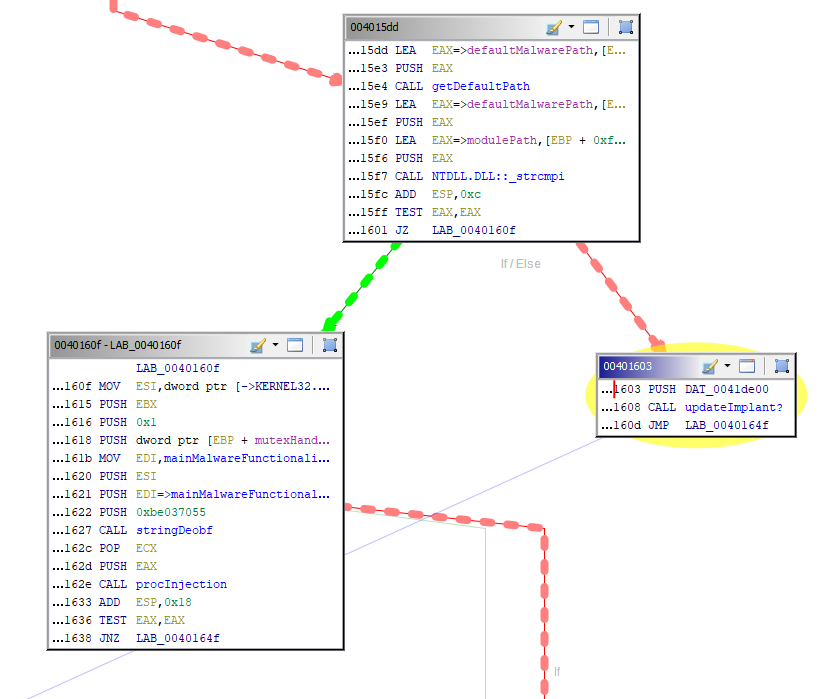 004015dd
...15dd LEA EAX=>defaultMalwarePath,[E...
...15e3 PUSH EAX
...15e4 CALL getDefaultPath
...15e9 LEA EAX=>defaultMalwarePath,[E...
...15ef PUSH EAX
...15f0 LEA EAX=>modulePath,[EBP + 0xf...
...15f6 PUSH EAX
...15f7 CALL NTDLL.DLL::_strcmpi
...15fc ADD ESP,0xc
...15ff TEST EAX,EAX
...1601 JZ LAB_0040160f
If / Else
0040160f - LAB_0040160f
LAB_0040160f
...160f MOV ESI,dword ptr [->KERNEL32....
...1615 PUSH EBX
...1616 PUSH 0x1
...1618 PUSH dword ptr [EBP + mutexHand...
...161b MOV EDI,mainMalwareFunctionali...
...1620 PUSH ESI
...1621 PUSH EDI=>mainMalwareFunctional...
...1622 PUSH 0xbe037055
...1627 CALL stringDeobf
...162c POP ECX
...162d PUSH EAX
...162e CALL procInjection
...1633 ADD ESP,0x18
...1636 TEST EAX,EAX
...1638 JNZ LAB_0040164f
00401603
...1603 PUSH DAT_0041de00
...1608 CALL updateImplant?
...160d JMP LAB_0040164f
If